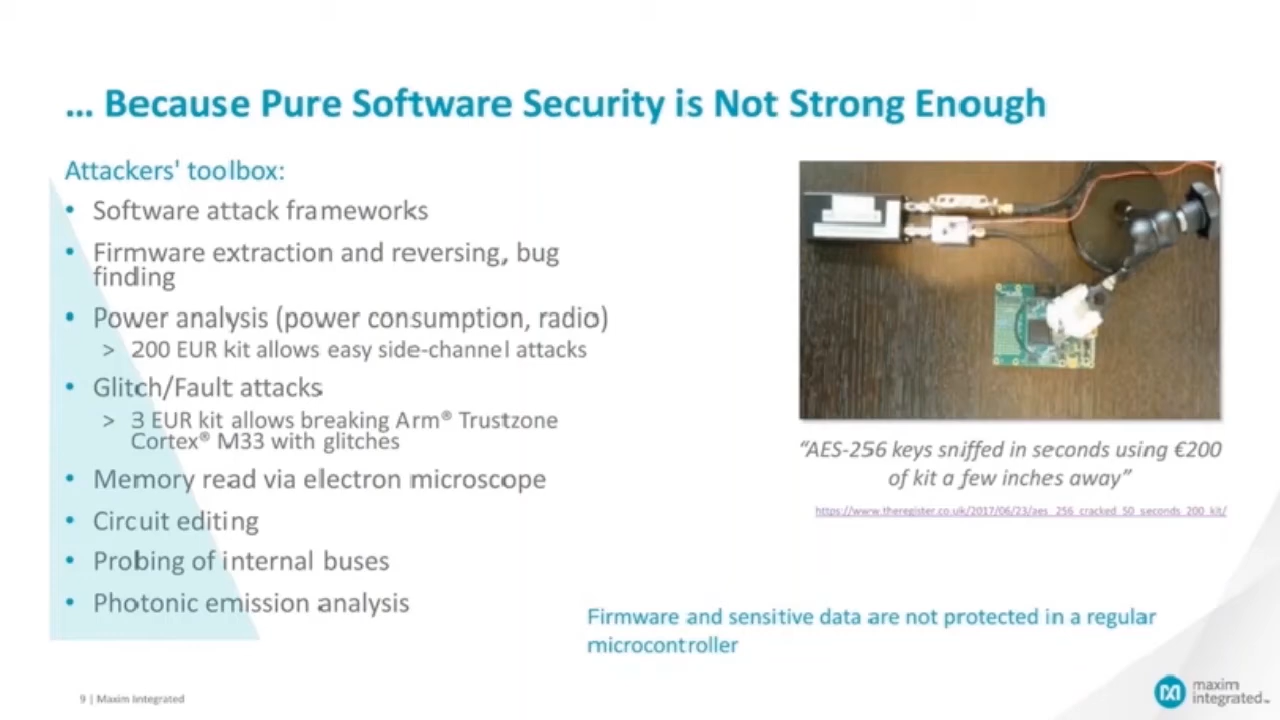 ... Because Pure Software Security is Not Strong Enough
Attackers' toolbox:
• Software attack frameworks
• Firmware extraction and reversing, bug
finding
• Power analysis (power consumption, radio)
> 200 EUR kit allows easy side-channel attacks
• Glitch/Fault attacks
> 3 EUR kit allows breaking Arm® Trustzone
Cortex® M33 with glitches
• Memory read via electron microscope
• Circuit editing
• Probing of internal buses
• Photonic emission analysis
“AES-256 keys sniffed in seconds using €200
of kit a few inches away”
https://www.theregister.co.uk/2017/06/23/aes_256_cracked_50_seconds_200_kit/
Firmware and sensitive data are not protected in a regular
microcontroller
9 | Maxim Integrated
maxim
integrated™